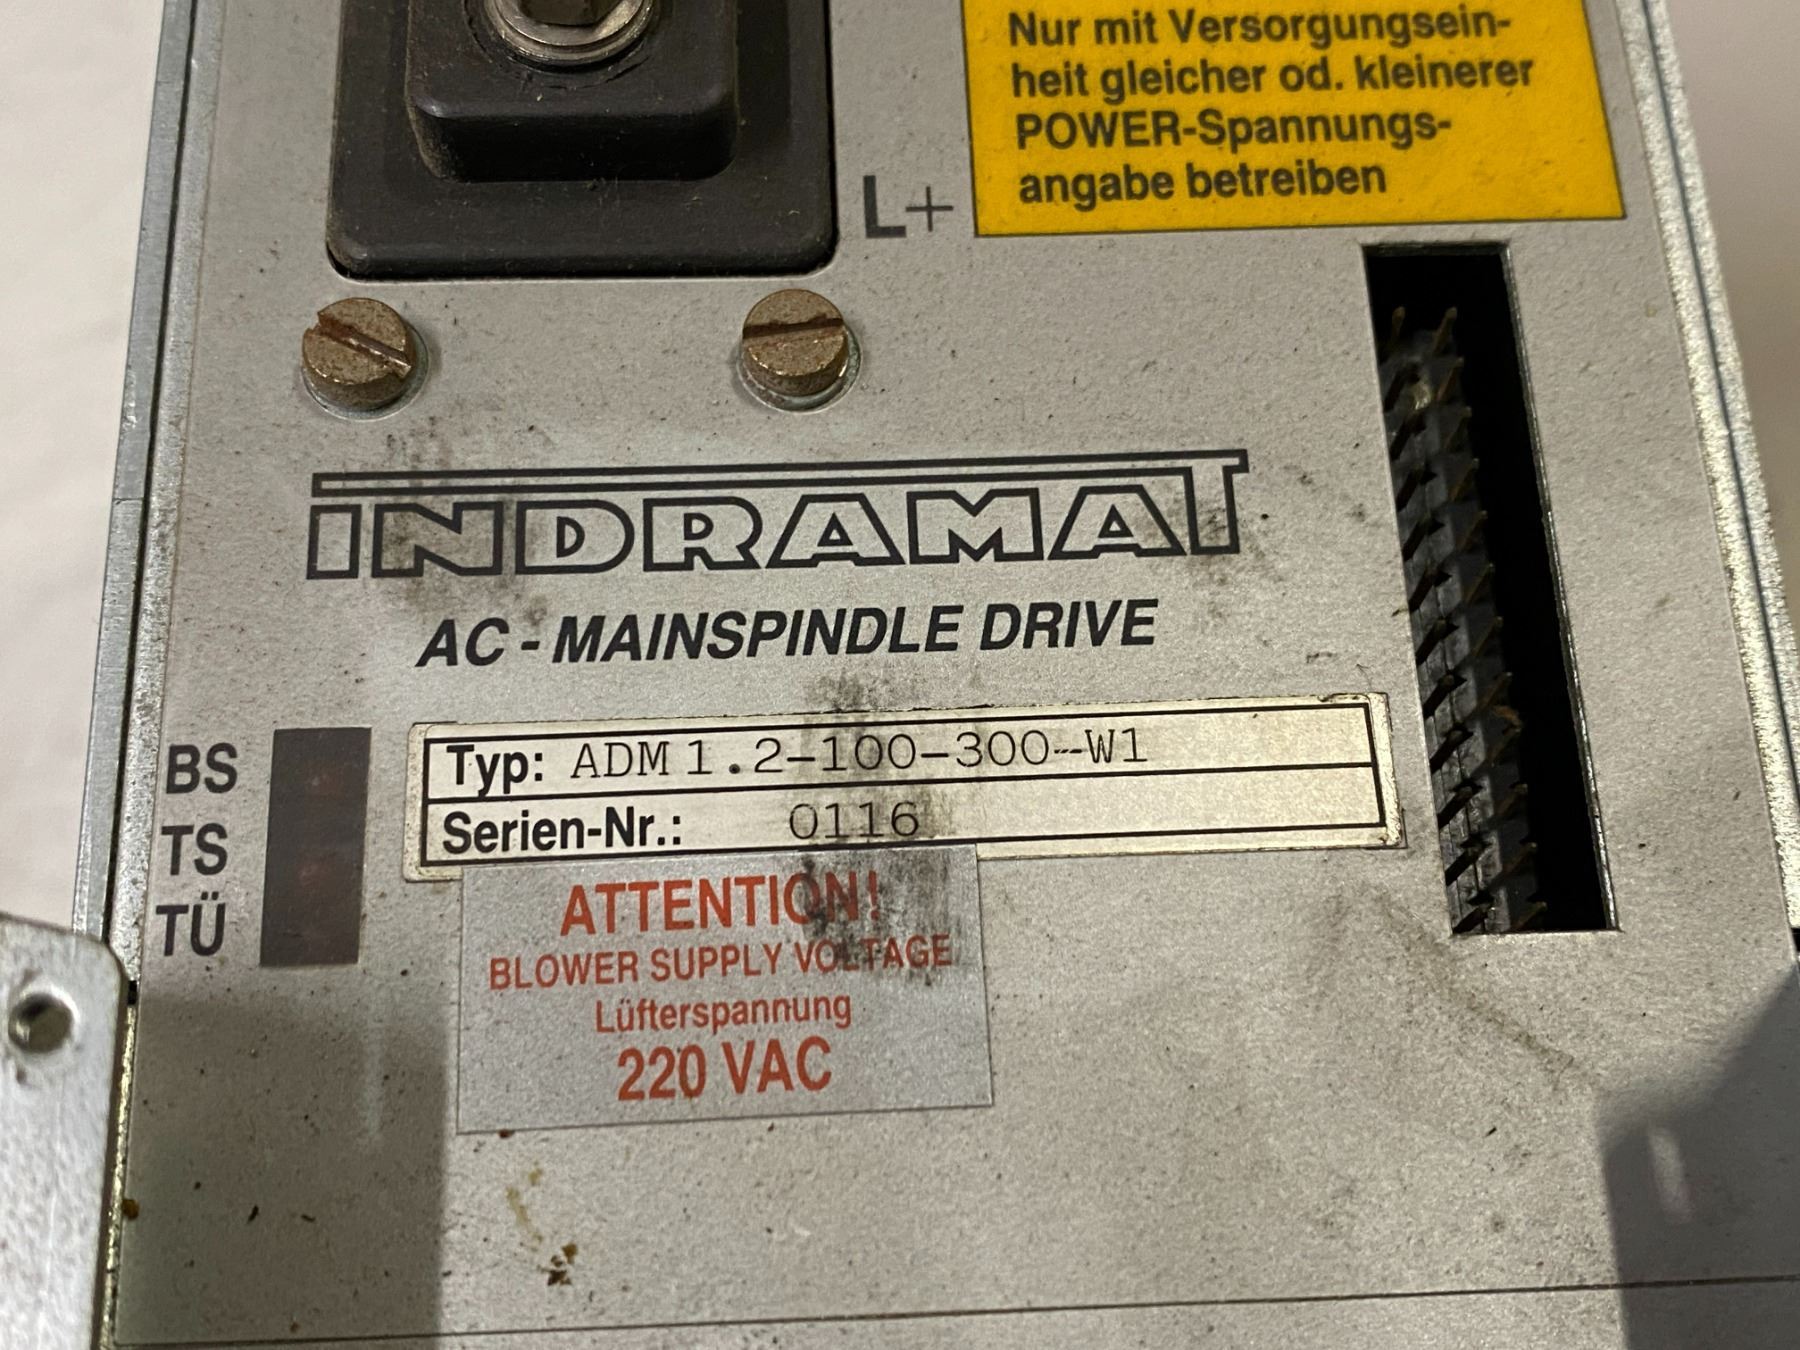 Nur mit Versorgungsein-
heit gleicher od. kleinerer
POWER-Spannungs-
angabe betreiben
L+
INDRAMAT
AC-MAINSPINDLE DRIVE
BS
TS
TÜ
Typ: ADM 1.2-100-300--W1
Serien-Nr.: 0116
ATTENTION!
BLOWER SUPPLY VOLTAGE
Lüfterspannung
220 VAC